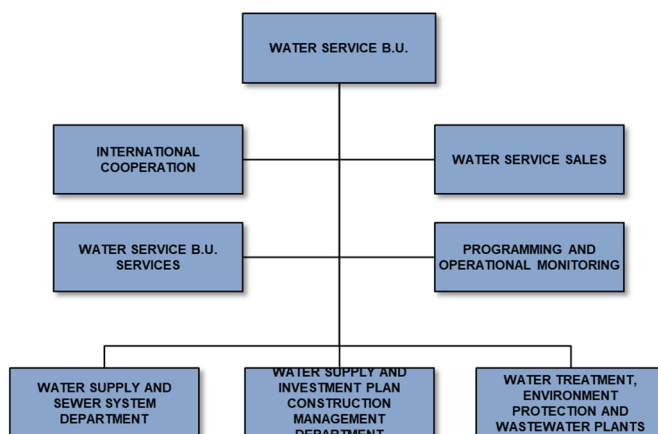 WATER SERVICE B.U.
INTERNATIONAL
COOPERATION
WATER SERVICE SALES
WATER SERVICE B.U.
SERVICES
PROGRAMMING AND
OPERATIONAL MONITORING
WATER SUPPLY AND
SEWER SYSTEM
DEPARTMENT
WATER SUPPLY AND
INVESTMENT PLAN
CONSTRUCTION
MANAGEMENT
DEPARTMENT
WATER TREATMENT,
ENVIRONMENT
PROTECTION AND
WASTEWATER PLANTS